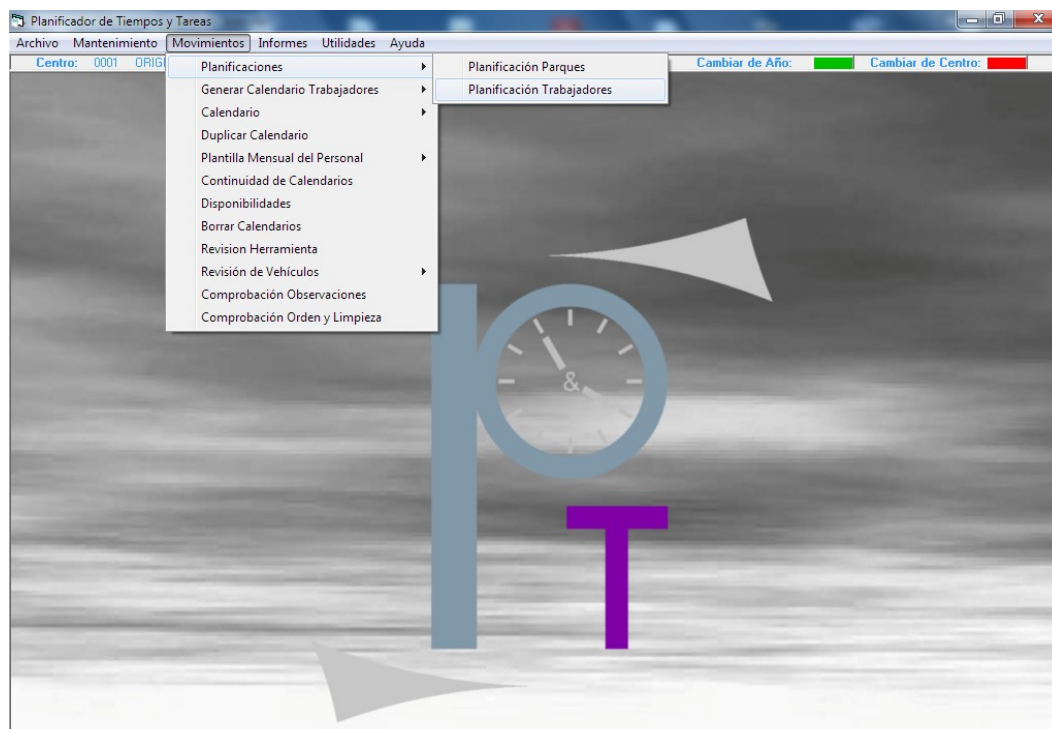 Planificador de Tiempos y Tareas
Archivo Mantenimiento Movimientos Informes Utilidades Ayuda
Centro: 0001 Cambiar de Año: Cambiar de Centro:
Planificaciones
Planificación Parques
Generar Calendario Trabajadores
Planificación Trabajadores
Calendario
Duplicar Calendario
Plantilla Mensual del Personal
Continuidad de Calendarios
Disponibilidades
Borrar Calendarios
Revision Herramienta
Revisión de Vehículos
Comprobación Observaciones
Comprobación Orden y Limpieza
p
&
T